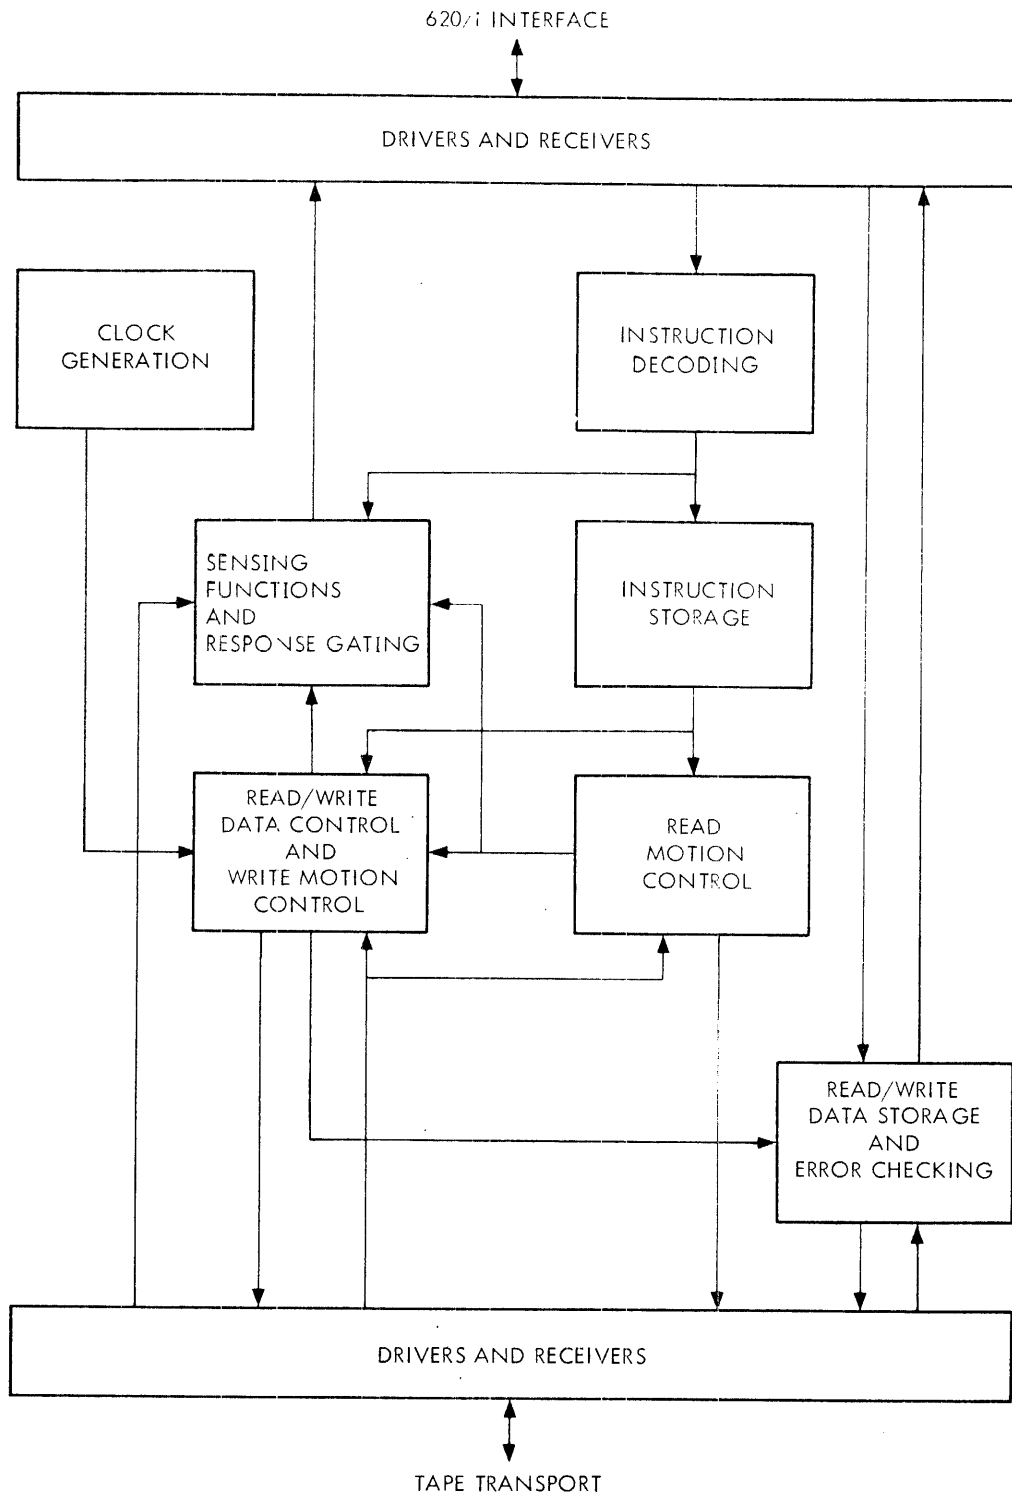 620/i INTERFACE
DRIVERS AND RECEIVERS
CLOCK
GENERATION
INSTRUCTION
DECODING
SENSING
FUNCTIONS
AND
RESPONSE GATING
INSTRUCTION
STORAGE
READ/WRITE
DATA CONTROL
AND
WRITE MOTION
CONTROL
READ
MOTION
CONTROL
READ/WRITE
DATA STORAGE
AND
ERROR CHECKING
DRIVERS AND RECEIVERS
TAPE TRANSPORT